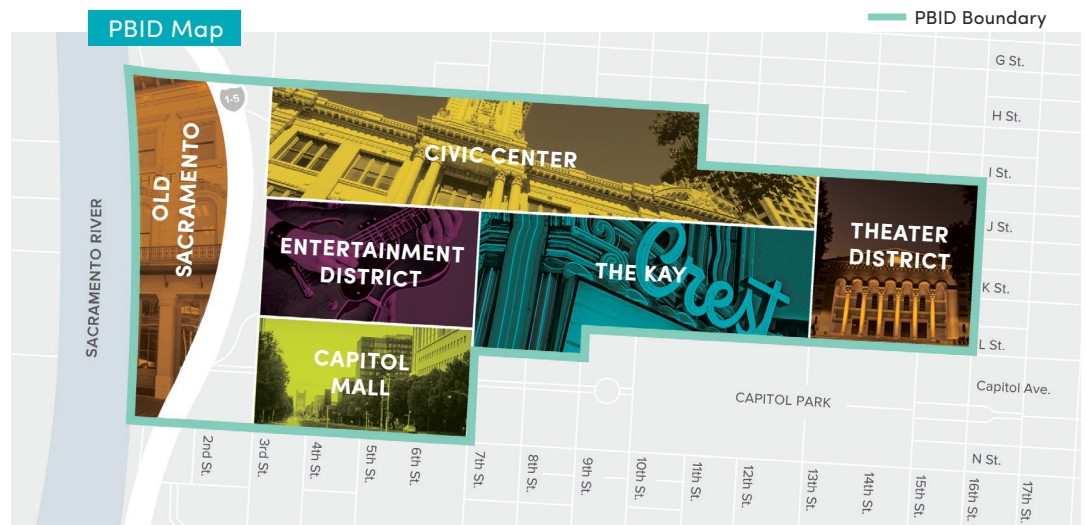 PBID Map
PBID Boundary
G St.
H St.
I St.
J St.
K St.
L St.
Capitol Ave.
N St.
1-5
SACRAMENTO RIVER
OLD
SACRAMENTO
CIVIC CENTER
ENTERTAINMENT
DISTRICT
THE KAY
Crest
THEATER
DISTRICT
CAPITOL
MALL
CAPITOL PARK
2nd St.
3rd St.
4th St.
5th St.
6th St.
7th St.
8th St.
9th St.
10th St.
11th St.
12th St.
13th St.
14th St.
15th St.
16th St.
17th St.